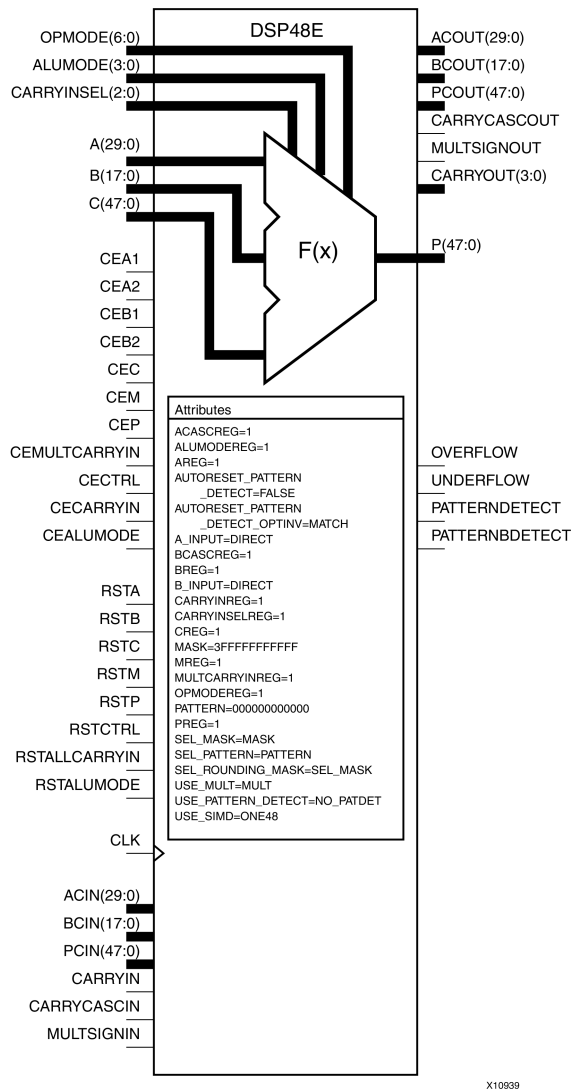 DSP48E
OPMODE(6:0)
ALUMODE(3:0)
CARRYINSEL(2:0)
A(29:0)
B(17:0)
C(47:0)
CEA1
CEA2
CEB1
CEB2
CEC
CEM
CEP
CEMULTCARRYIN
CECTRL
CECARRYIN
CEALUMODE
RSTA
RSTB
RSTC
RSTM
RSTP
RSTCTRL
RSTALLCARRYIN
RSTALUMODE
CLK
ACIN(29:0)
BCIN(17:0)
PCIN(47:0)
CARRYIN
CARRYCASCIN
MULTSIGNIN
F(x)
Attributes
ACASCREG=1
ALUMODEREG=1
AREG=1
AUTORESET_PATTERN
_DETECT=FALSE
AUTORESET_PATTERN
_DETECT_OPTINV=MATCH
A_INPUT=DIRECT
BCASCREG=1
BREG=1
B_INPUT=DIRECT
CARRYINREG=1
CARRYINSELREG=1
CREG=1
MASK=3FFFFFFFFFFF
MREG=1
MULTCARRYINREG=1
OPMODEREG=1
PATTERN=000000000000
PREG=1
SEL_MASK=MASK
SEL_PATTERN=PATTERN
SEL_ROUNDING_MASK=SEL_MASK
USE_MULT=MULT
USE_PATTERN_DETECT=NO_PATDET
USE_SIMD=ONE48
ACOUT(29:0)
BCOUT(17:0)
PCOUT(47:0)
CARRYCASCOUT
MULTSIGNOUT
CARRYOUT(3:0)
P(47:0)
OVERFLOW
UNDERFLOW
PATTERNDETECT
PATTERNBDETECT
X10939